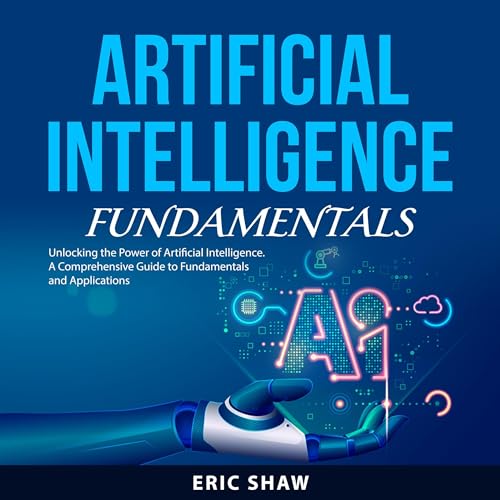 ARTIFICIAL
INTELLIGENCE
FUNDAMENTALS
Unlocking the Power of Artificial Intelligence.
A Comprehensive Guide to Fundamentals
and Applications
Ai
ERIC SHAW